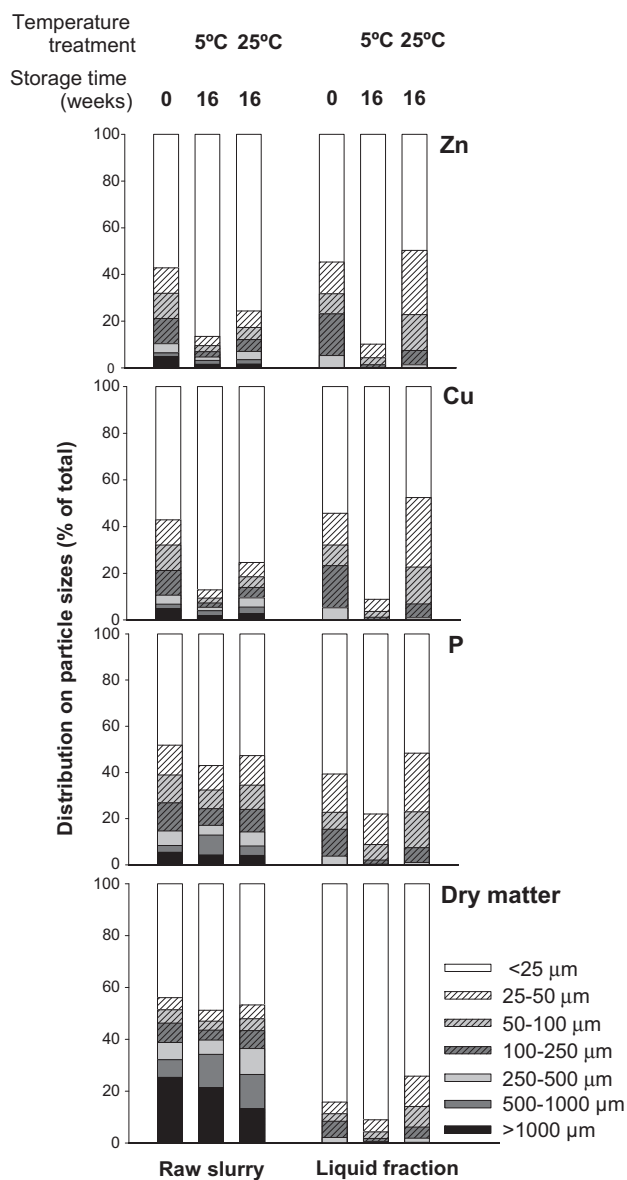 Temperature treatment 5ºC 25ºC 5ºC 25ºC
Storage time (weeks) 0 16 16 0 16 16
Distribution on particle sizes (% of total)
100
80
60
40
20
0
Zn
100
80
60
40
20
0
Cu
100
80
60
40
20
0
P
100
80
60
40
20
0
Dry matter
<25 µm
25-50 µm
50-100 µm
100-250 µm
250-500 µm
500-1000 µm
>1000 µm
Raw slurry Liquid fraction